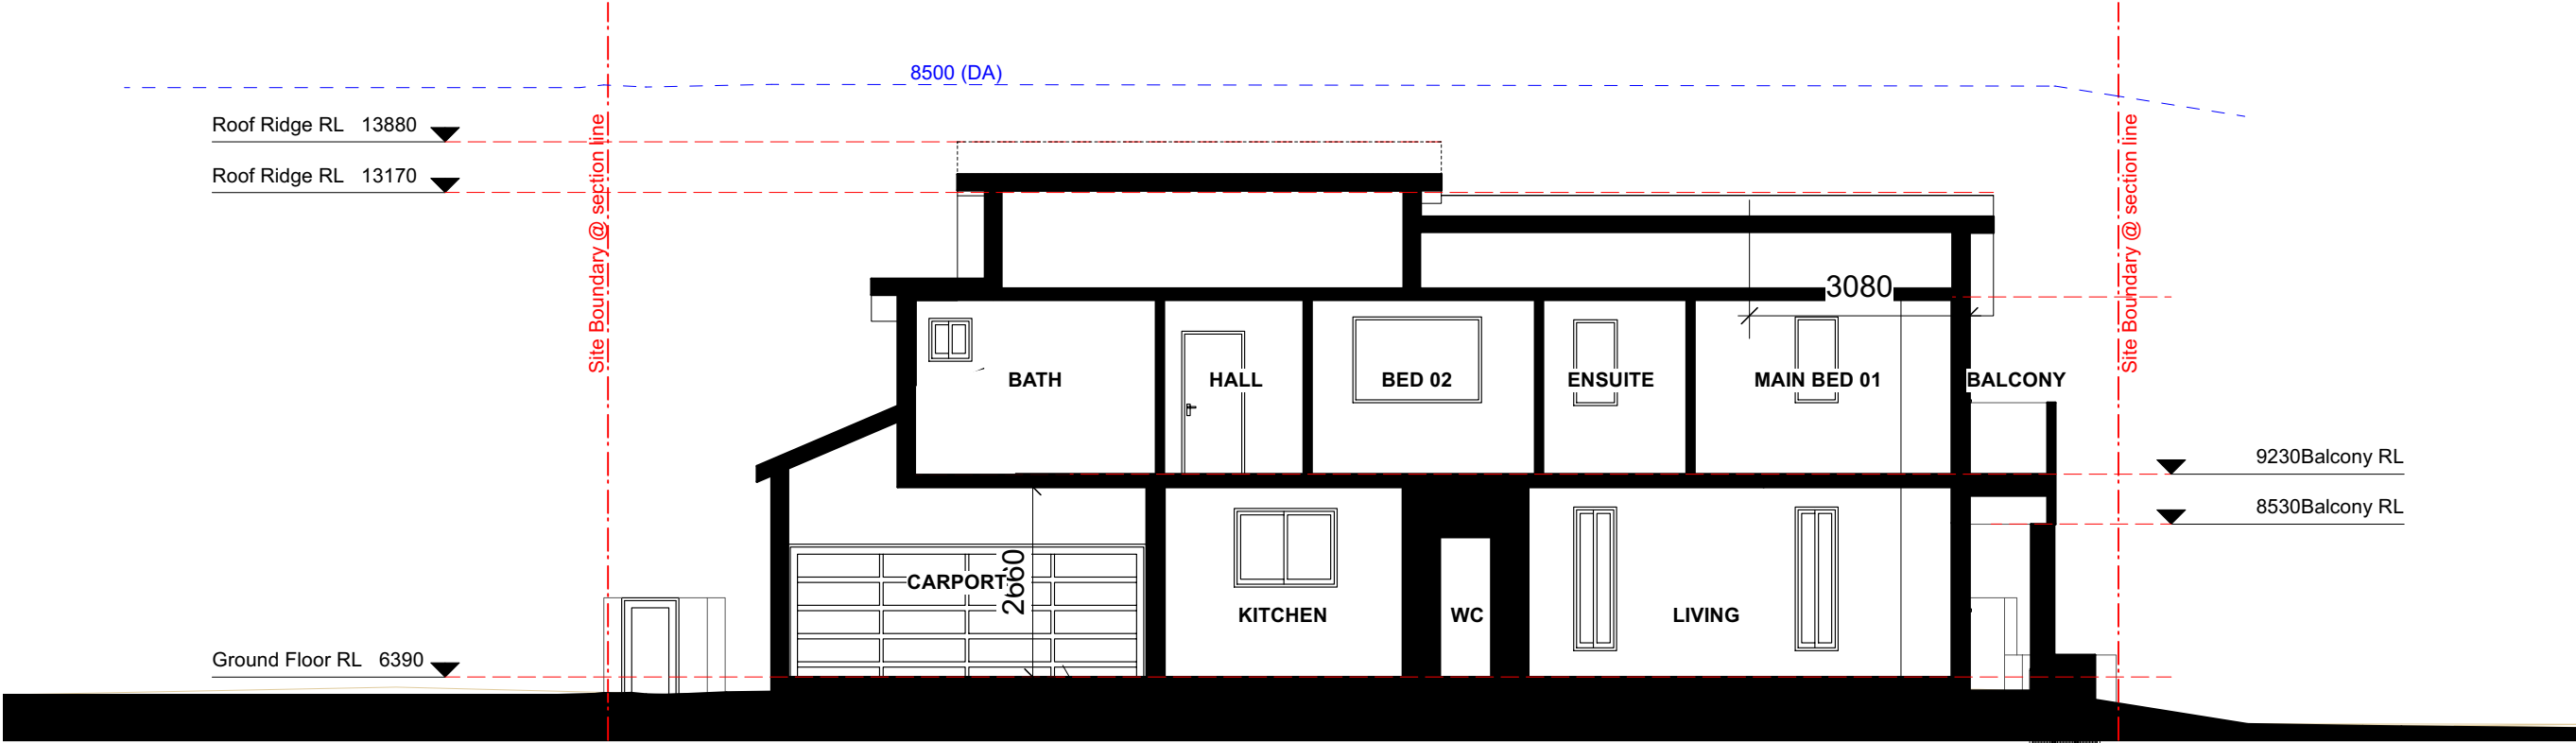 8500 (DA)
Roof Ridge RL 13880
Roof Ridge RL 13170
Site Boundary @ section line
Site Boundary @ section line
3080
BATH
HALL
BED 02
ENSUITE
MAIN BED 01
BALCONY
9230Balcony RL
8530Balcony RL
CARPORT
2660
KITCHEN
WC
LIVING
Ground Floor RL 6390